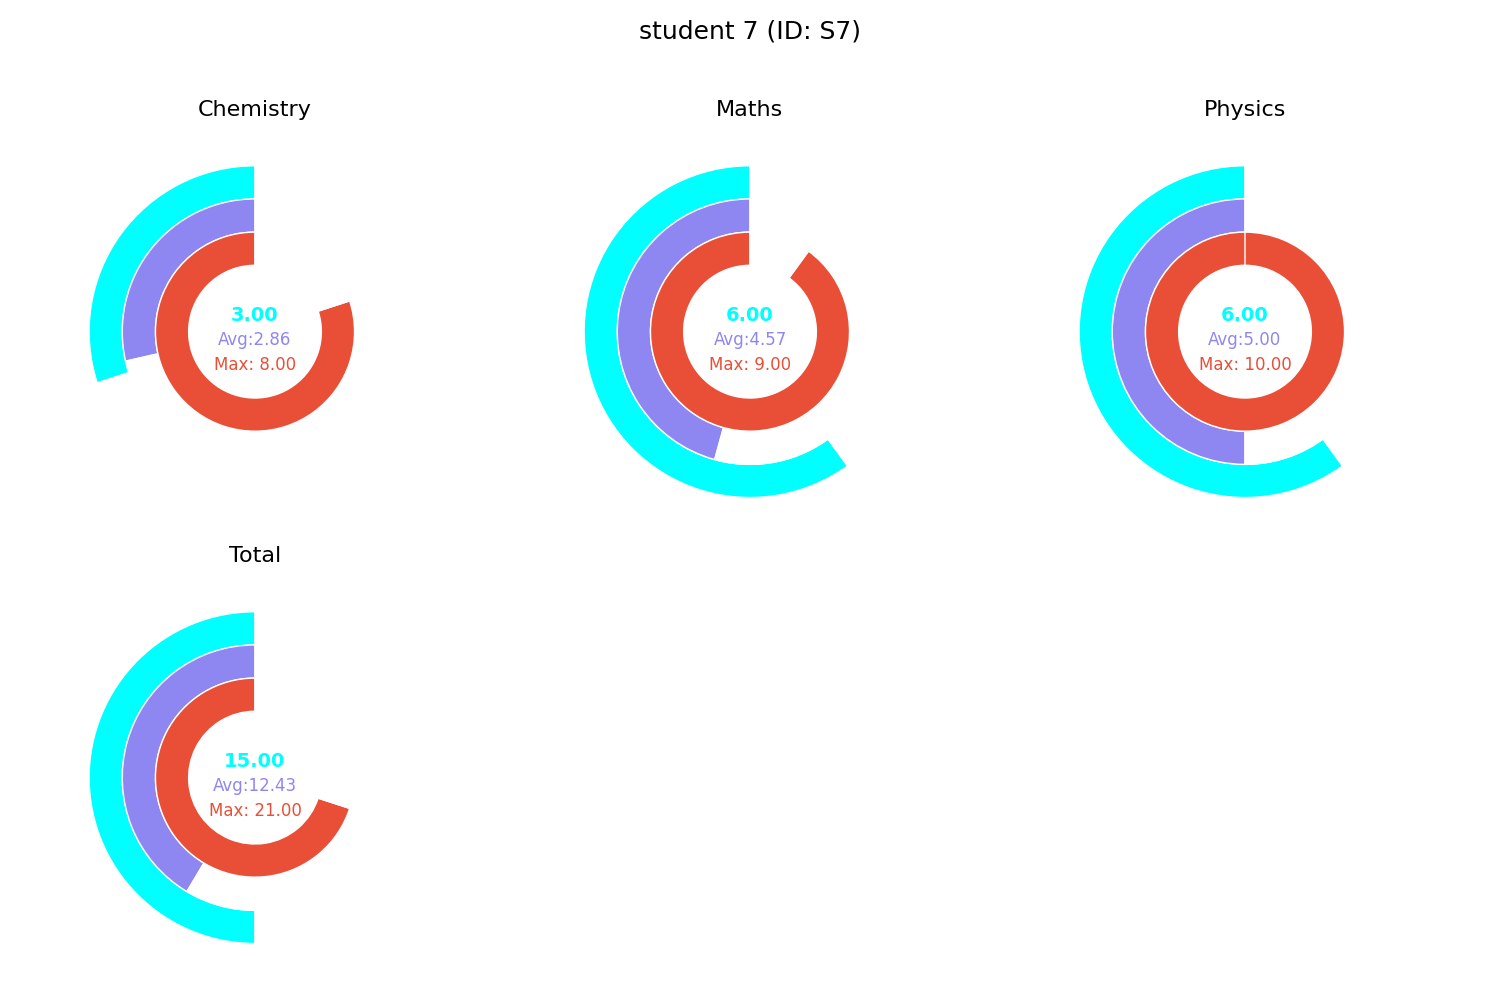 student 7 (ID: S7)
Chemistry
3.00
Avg:2.86
Max: 8.00
Maths
6.00
Avg:4.57
Max: 9.00
Physics
6.00
Avg:5.00
Max: 10.00
Total
15.00
Avg:12.43
Max: 21.00